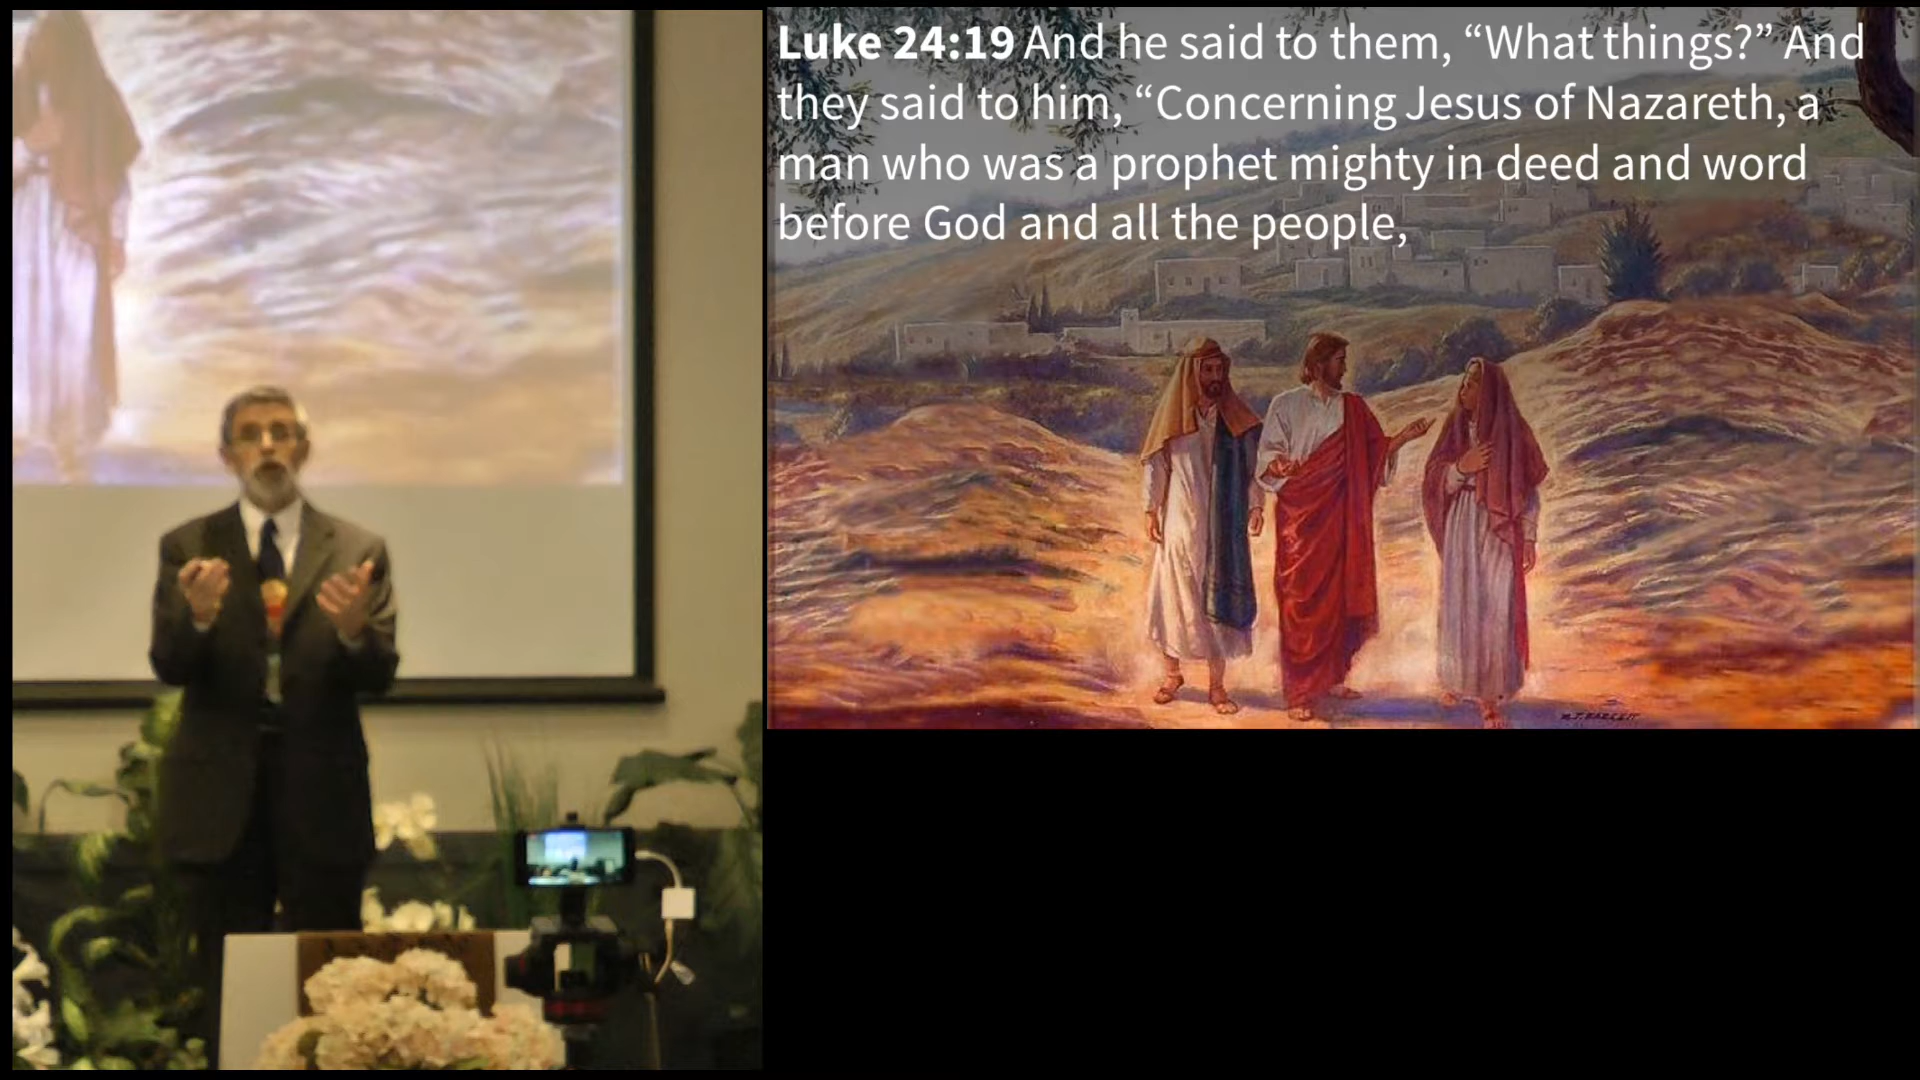 Luke 24:19 And he said to them, “What things?” And
they said to him, “Concerning Jesus of Nazareth, a
man who was a prophet mighty in deed and word
before God and all the people,